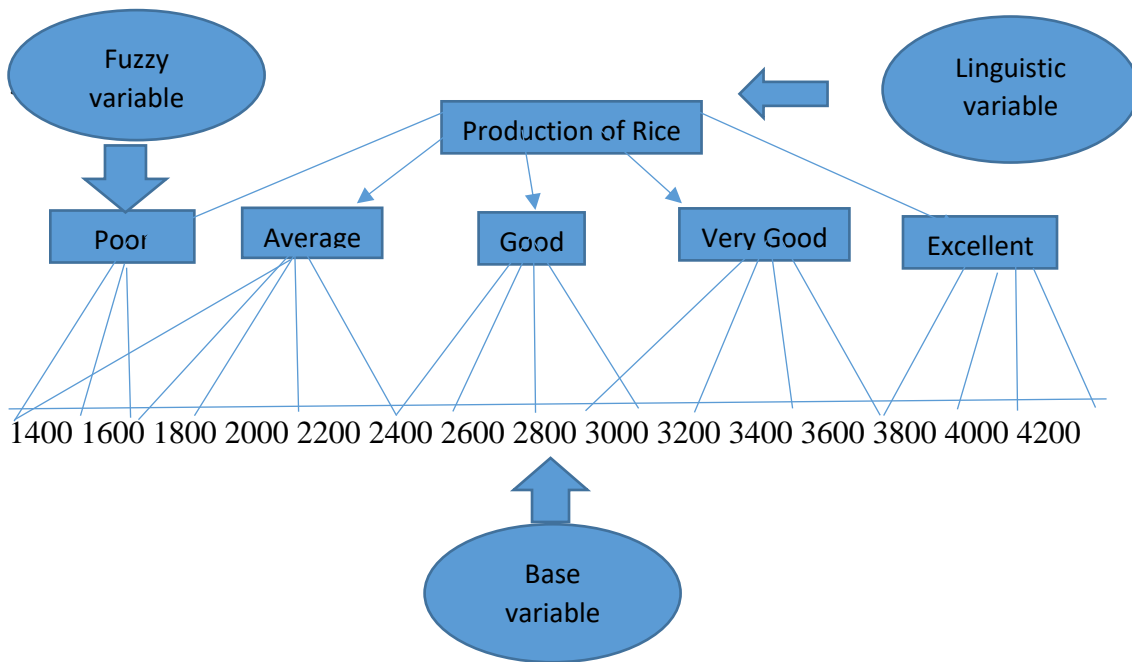 Fuzzy
variable
Linguistic
variable
Production of Rice
Poor
Average
Good
Very Good
Excellent
1400 1600 1800 2000 2200 2400 2600 2800 3000 3200 3400 3600 3800 4000 4200
Base
variable